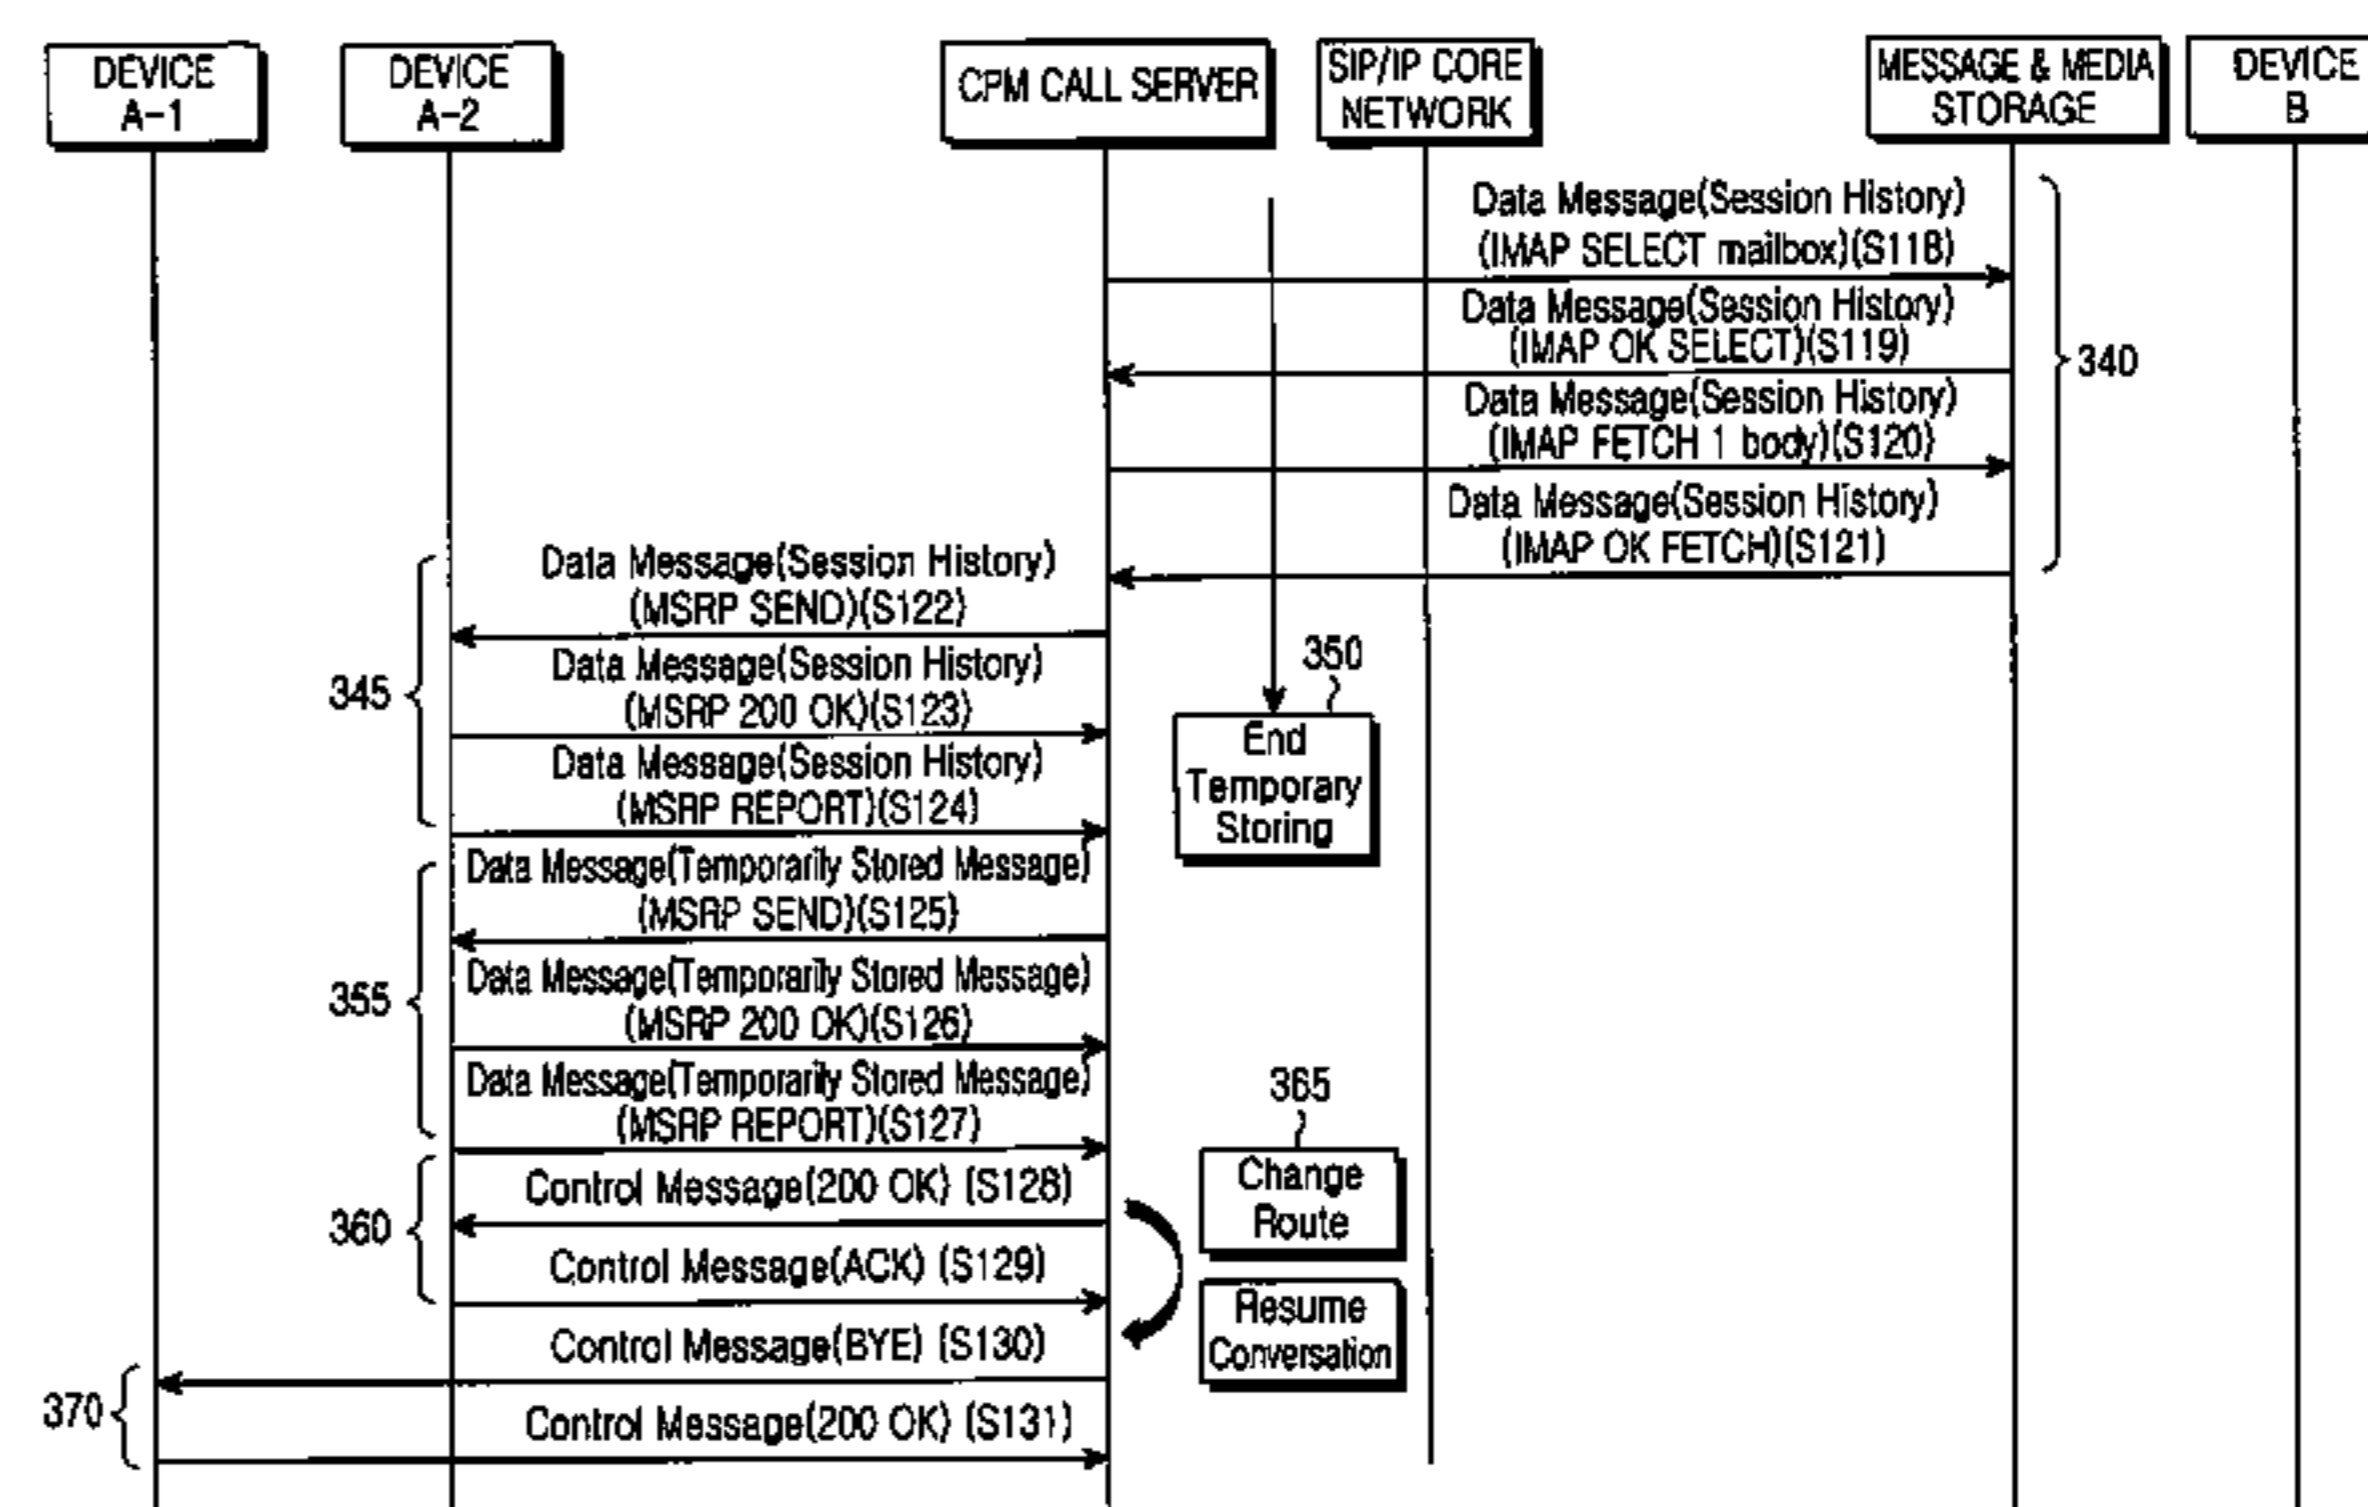 DEVICE
A-1
DEVICE
A-2
CPM CALL SERVER
SIP/IP CORE
NETWORK
MESSAGE & MEDIA
STORAGE
DEVICE
B
Data Message(Session History)
(IMAP SELECT mailbox)(S118)
Data Message(Session History)
(IMAP OK SELECT)(S119)
340
Data Message(Session History)
(IMAP FETCH 1 body)(S120)
Data Message(Session History)
(IMAP OK FETCH)(S121)
Data Message(Session History)
(MSRP SEND)(S122)
345
Data Message(Session History)
(MSRP 200 OK)(S123)
Data Message(Session History)
(MSRP REPORT)(S124)
350
End
Temporary
Storing
Data Message(Temporarily Stored Message)
(MSRP SEND)(S125)
355
Data Message(Temporarily Stored Message)
(MSRP 200 OK)(S126)
Data Message(Temporarily Stored Message)
(MSRP REPORT)(S127)
365
Change
Route
360
Control Message(200 OK) (S128)
Control Message(ACK) (S129)
Resume
Conversation
Control Message(BYE) (S130)
370
Control Message(200 OK) (S131)